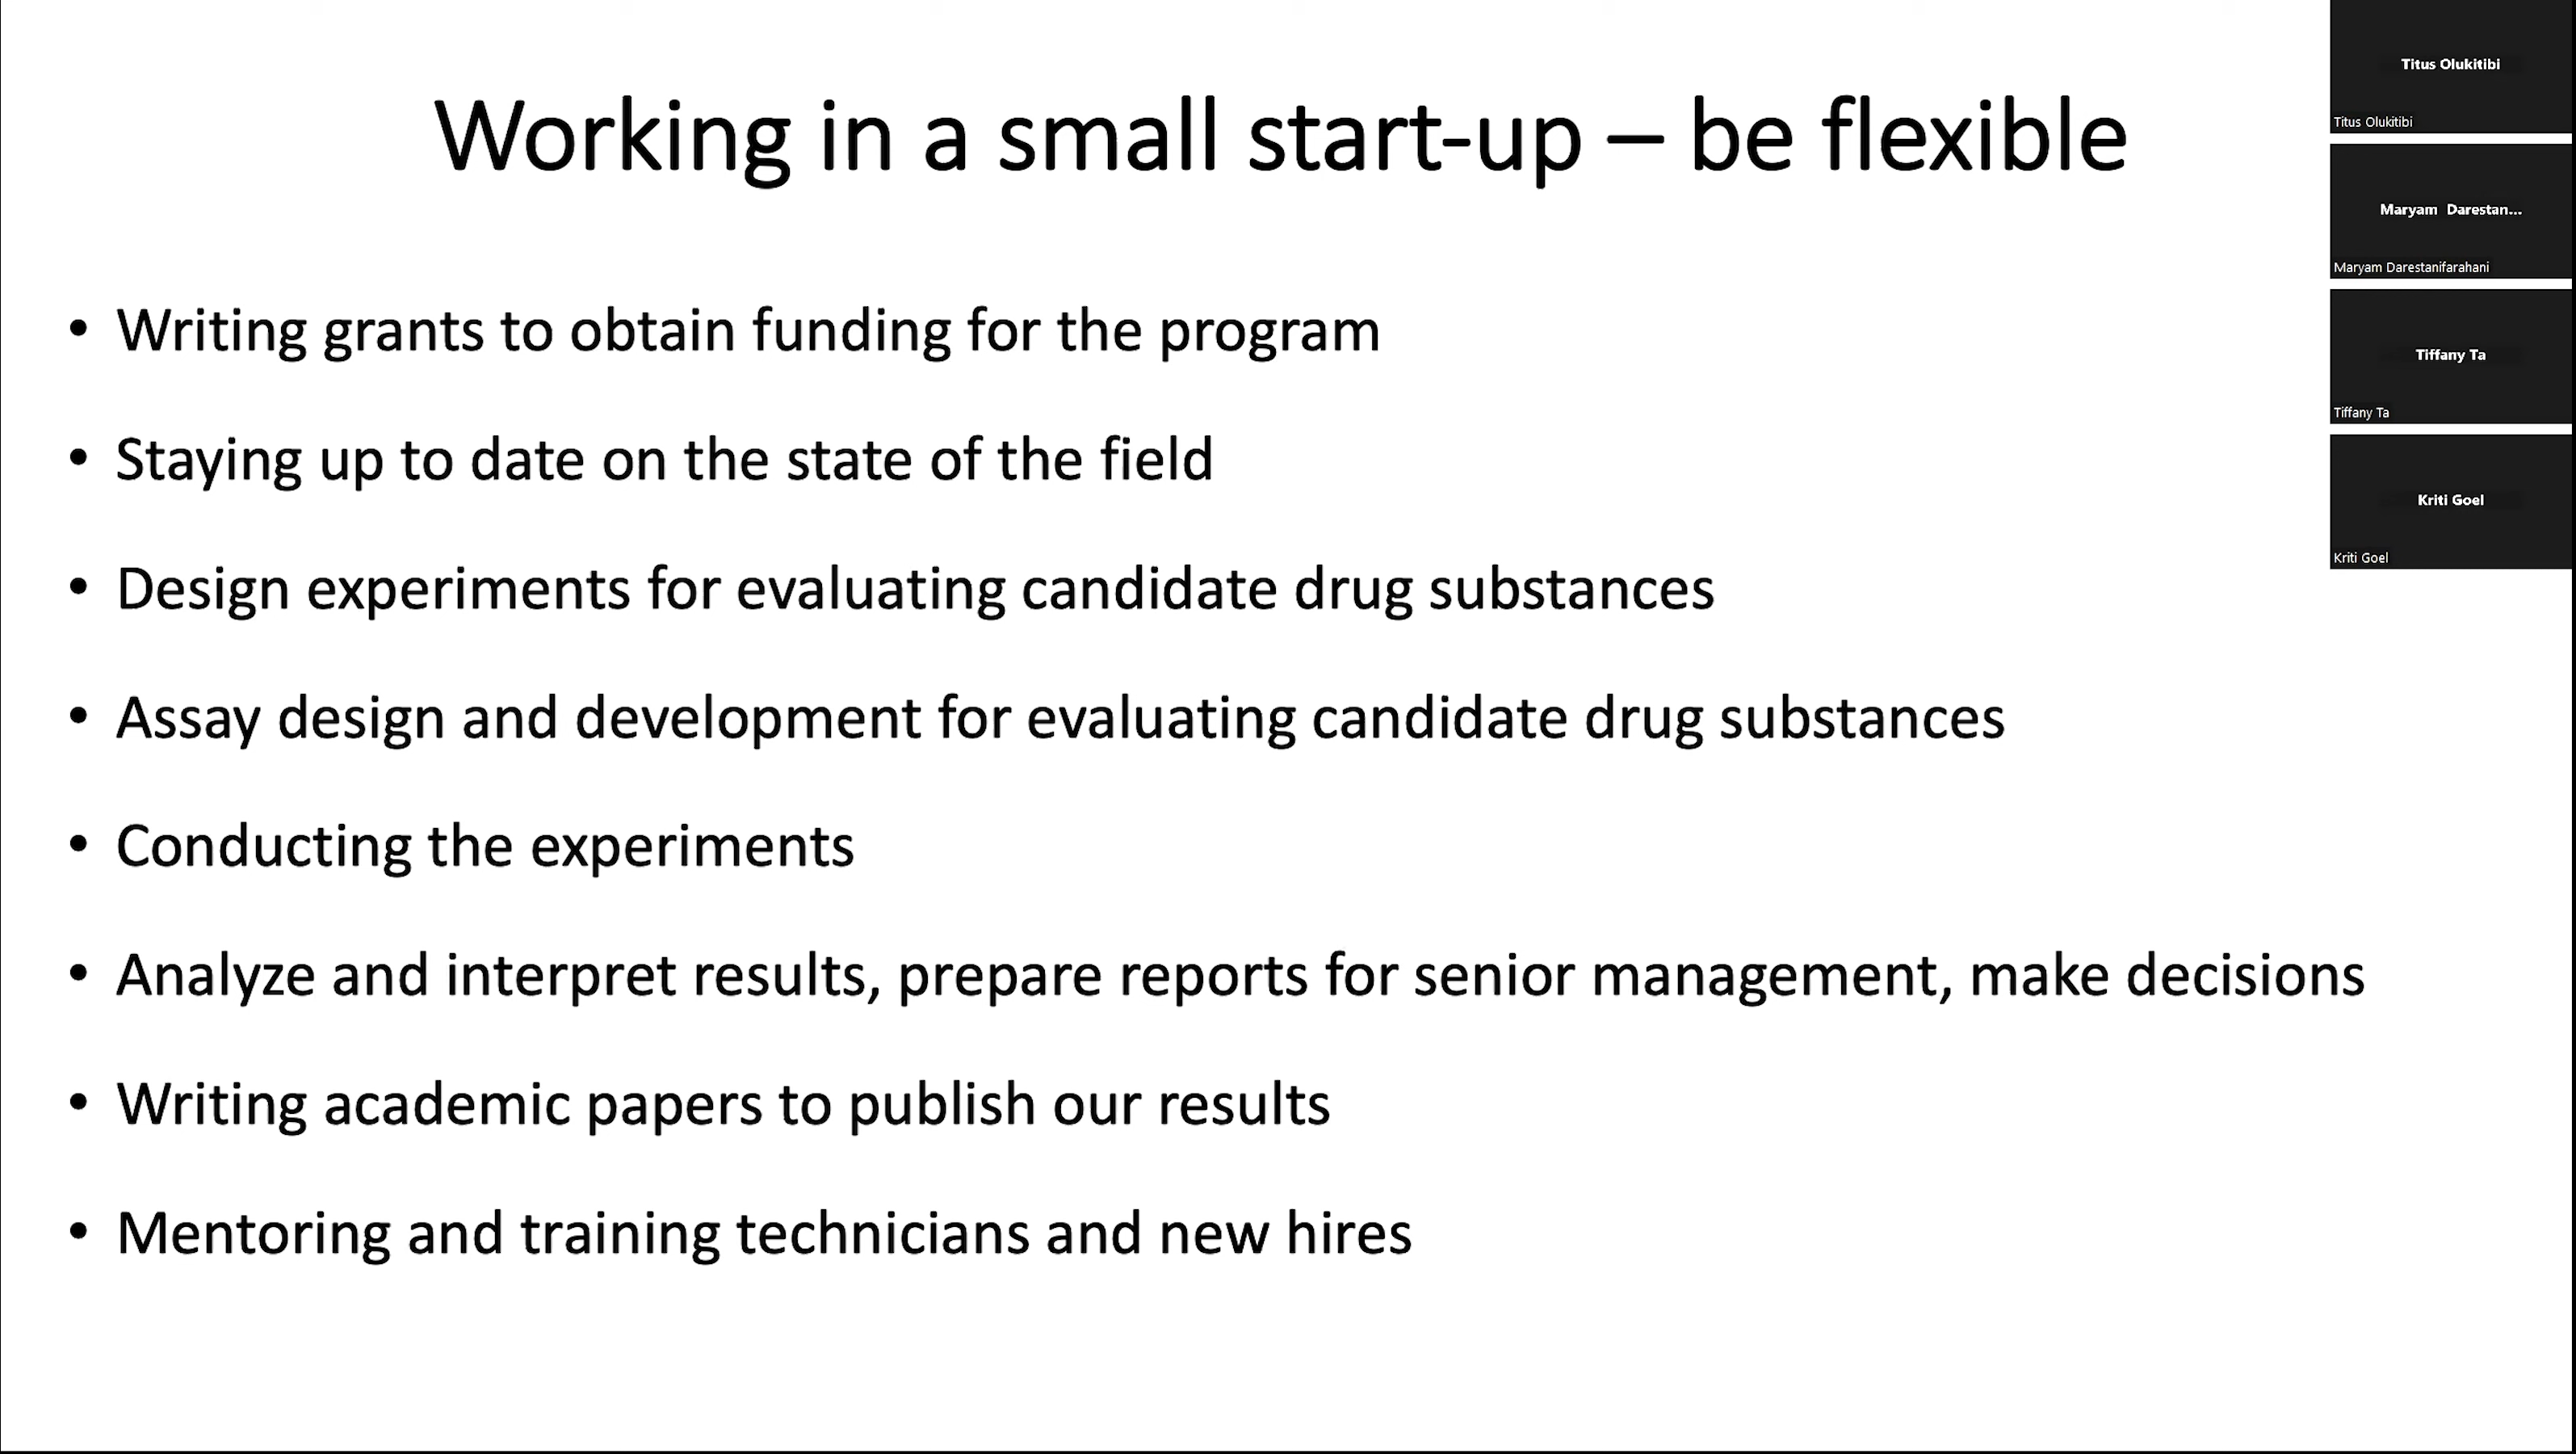 Working in a small start-up – be flexible
• Writing grants to obtain funding for the program
• Staying up to date on the state of the field
• Design experiments for evaluating candidate drug substances
• Assay design and development for evaluating candidate drug substances
• Conducting the experiments
• Analyze and interpret results, prepare reports for senior management, make decisions
• Writing academic papers to publish our results
• Mentoring and training technicians and new hires
Titus Olukitibi
Titus Olukitibi
Maryam Darestan...
Maryam Darestanifarahani
Tiffany Ta
Tiffany Ta
Kriti Goel
Kriti Goel